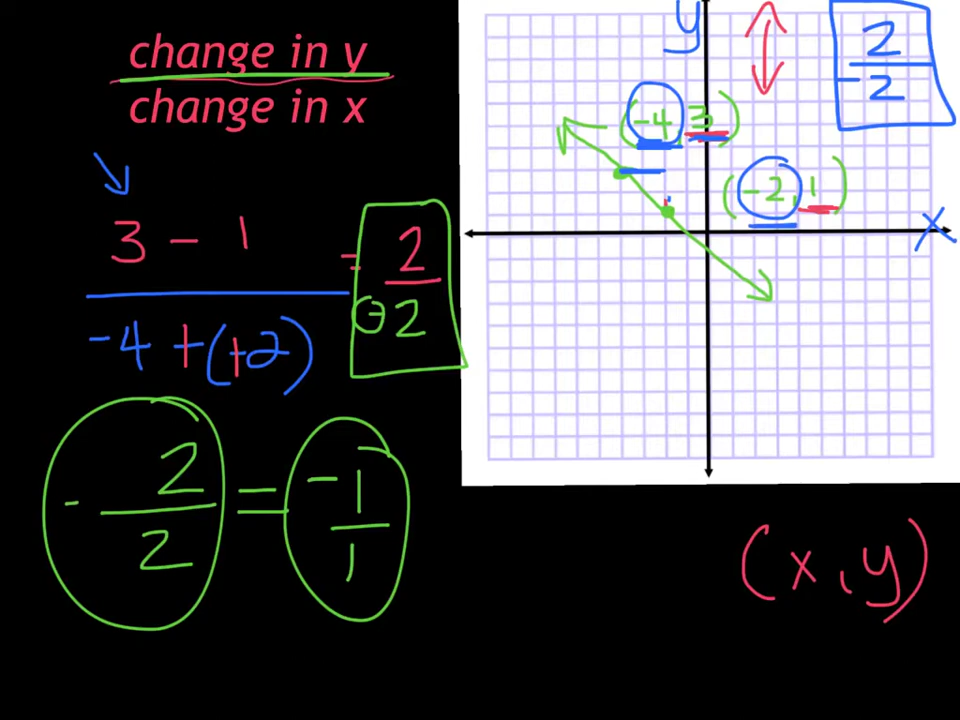 change in y
change in x
3 - 1
-4 + (+2)
= 2
-2
- 2
2
= -1
1
y
2
-2
(-4, 3)
(-2, 1)
x
(x, y)